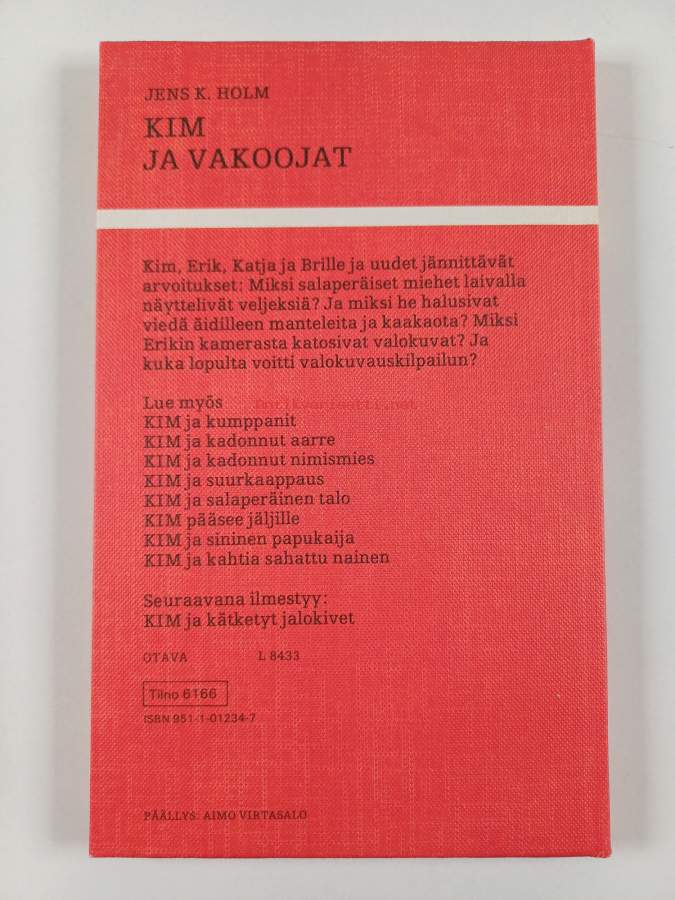 JENS K. HOLM
KIM
JA VAKOOJAT
Kim, Erik, Katja ja Brille ja uudet jännittävät
arvoitukset: Miksi salaperäiset miehet laivalla
näyttelivät veljeksiä? Ja miksi he halusivat
viedä äidilleen manteleita ja kaakaota? Miksi
Erikin kamerasta katosivat valokuvat? Ja
kuka lopulta voitti valokuvauskilpailun?
Lue myös
Antikvariaatti.net
KIM ja kumppanit
KIM ja kadonnut aarre
KIM ja kadonnut nimismies
KIM ja suurkaappaus
KIM ja salaperäinen talo
KIM pääsee jäljille
KIM ja sininen papukaija
KIM ja kahtia sahattu nainen
Seuraavana ilmestyy:
KIM ja kätketyt jalokivet
OTAVA L 8433
Tilno 6166
ISBN 951-1-01234-7
PÄÄLLYS: AIMO VIRTASALO